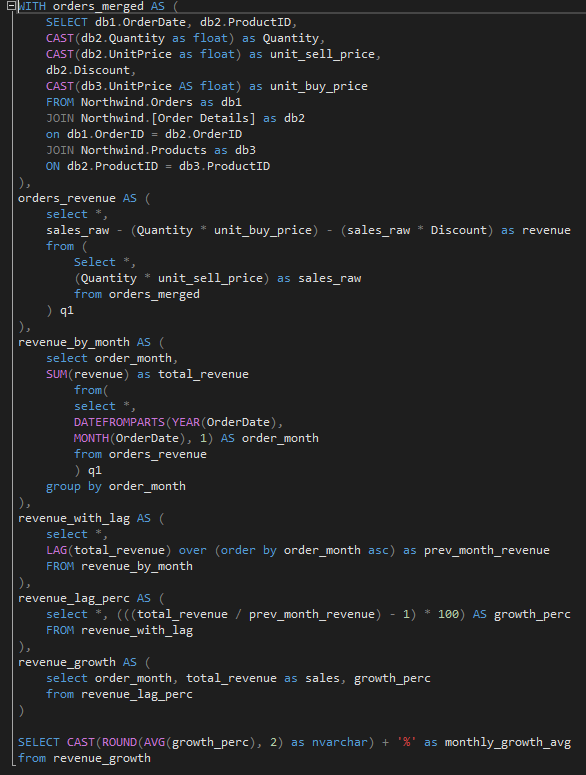 WITH orders_merged AS (
SELECT db1.OrderDate, db2.ProductID,
CAST(db2.Quantity as float) as Quantity,
CAST(db2.UnitPrice as float) as unit_sell_price,
db2.Discount,
CAST(db3.UnitPrice AS float) as unit_buy_price
FROM Northwind.Orders as db1
JOIN Northwind.[Order Details] as db2
on db1.OrderID = db2.OrderID
JOIN Northwind.Products as db3
ON db2.ProductID = db3.ProductID
),
orders_revenue AS (
select *,
sales_raw - (Quantity * unit_buy_price) - (sales_raw * Discount) as revenue
from (
Select *,
(Quantity * unit_sell_price) as sales_raw
from orders_merged
) q1
),
revenue_by_month AS (
select order_month,
SUM(revenue) as total_revenue
from(
select *,
DATEFROMPARTS(YEAR(OrderDate),
MONTH(OrderDate), 1) AS order_month
from orders_revenue
) q1
group by order_month
),
revenue_with_lag AS (
select *,
LAG(total_revenue) over (order by order_month asc) as prev_month_revenue
FROM revenue_by_month
),
revenue_lag_perc AS (
select *, (((total_revenue / prev_month_revenue) - 1) * 100) AS growth_perc
FROM revenue_with_lag
),
revenue_growth AS (
select order_month, total_revenue as sales, growth_perc
from revenue_lag_perc
)
SELECT CAST(ROUND(AVG(growth_perc), 2) as nvarchar) + '%' as monthly_growth_avg
from revenue_growth